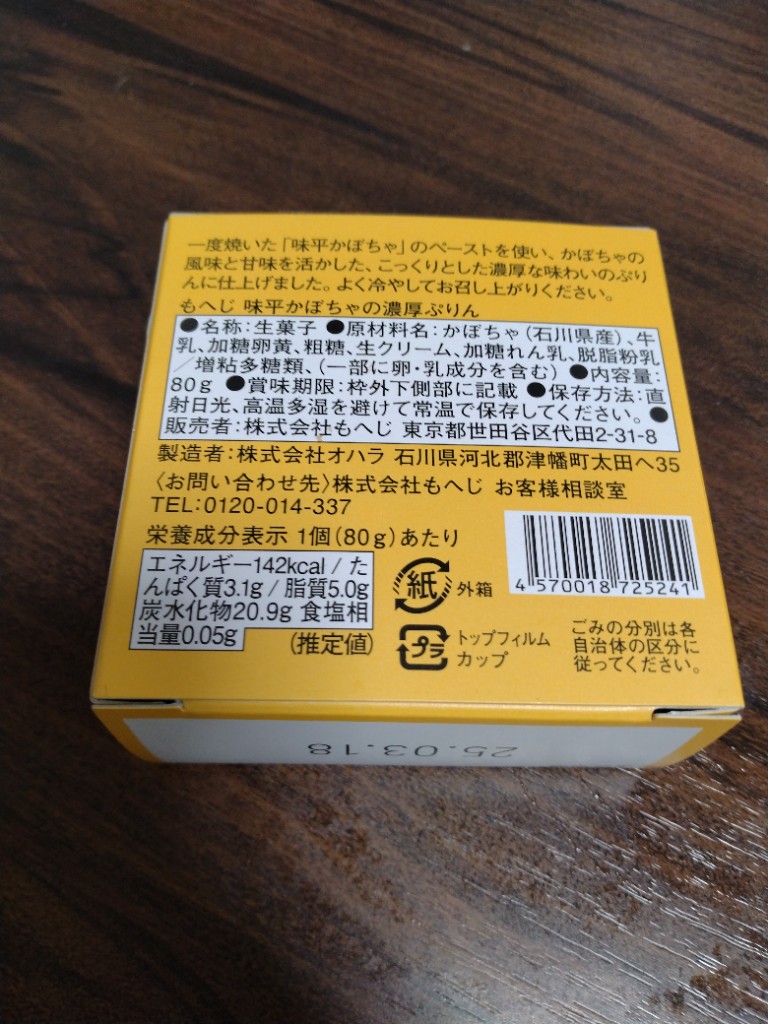 一度焼いた「味平かぼちゃ」のペーストを使い、かぼちゃの
風味と甘味を活かした、こっくりとした濃厚な味わいのぷり
んに仕上げました。よく冷やしてお召し上がりください。
もへじ 味平かぼちゃの濃厚ぷりん
●名称:生菓子 ●原材料名:かぼちゃ(石川県産)、牛
乳、加糖卵黄、粗糖、生クリーム、加糖れん乳、脱脂粉乳
/増粘多糖類、(一部に卵・乳成分を含む) ●内容量:
80g ●賞味期限:枠外下側部に記載 ●保存方法:直
射日光、高温多湿を避けて常温で保存してください。●
販売者:株式会社もへじ 東京都世田谷区代田2-31-8
製造者:株式会社オハラ 石川県河北郡津幡町太田へ35
〈お問い合わせ先〉株式会社もへじ お客様相談室
TEL:0120-014-337
栄養成分表示 1個(80g)あたり
エネルギー142kcal / た
んぱく質3.1g / 脂質5.0g
炭水化物20.9g 食塩相
当量0.05g
(推定値)
紙 外箱
プラ トップフィルム
カップ
4 570018 725241
ごみの分別は各
自治体の区分に
従ってください。
25.03.18